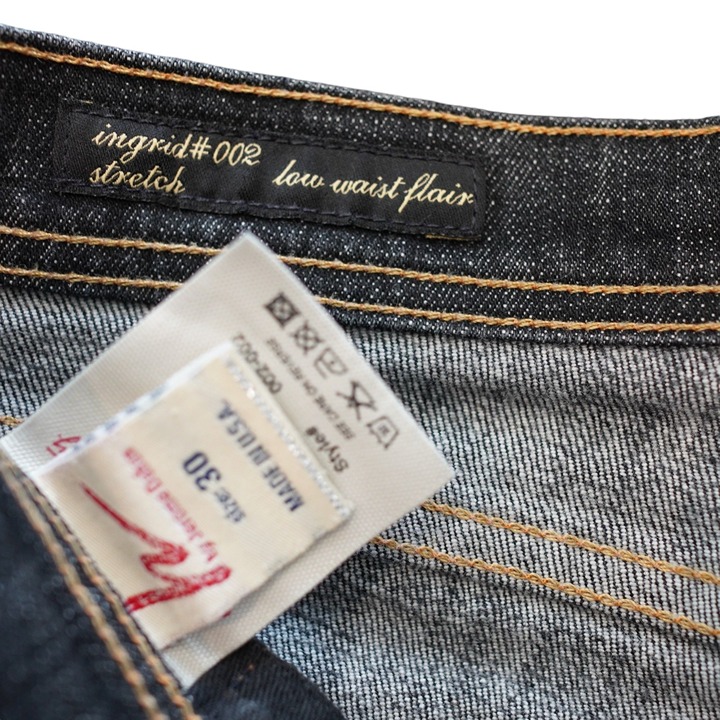 ingrid# 002
stretch
low waist flair
002-002
Style#
SEE CARE ON REVERSE
MADE IN U.S.A.
size: 30
by Jerome Dahan